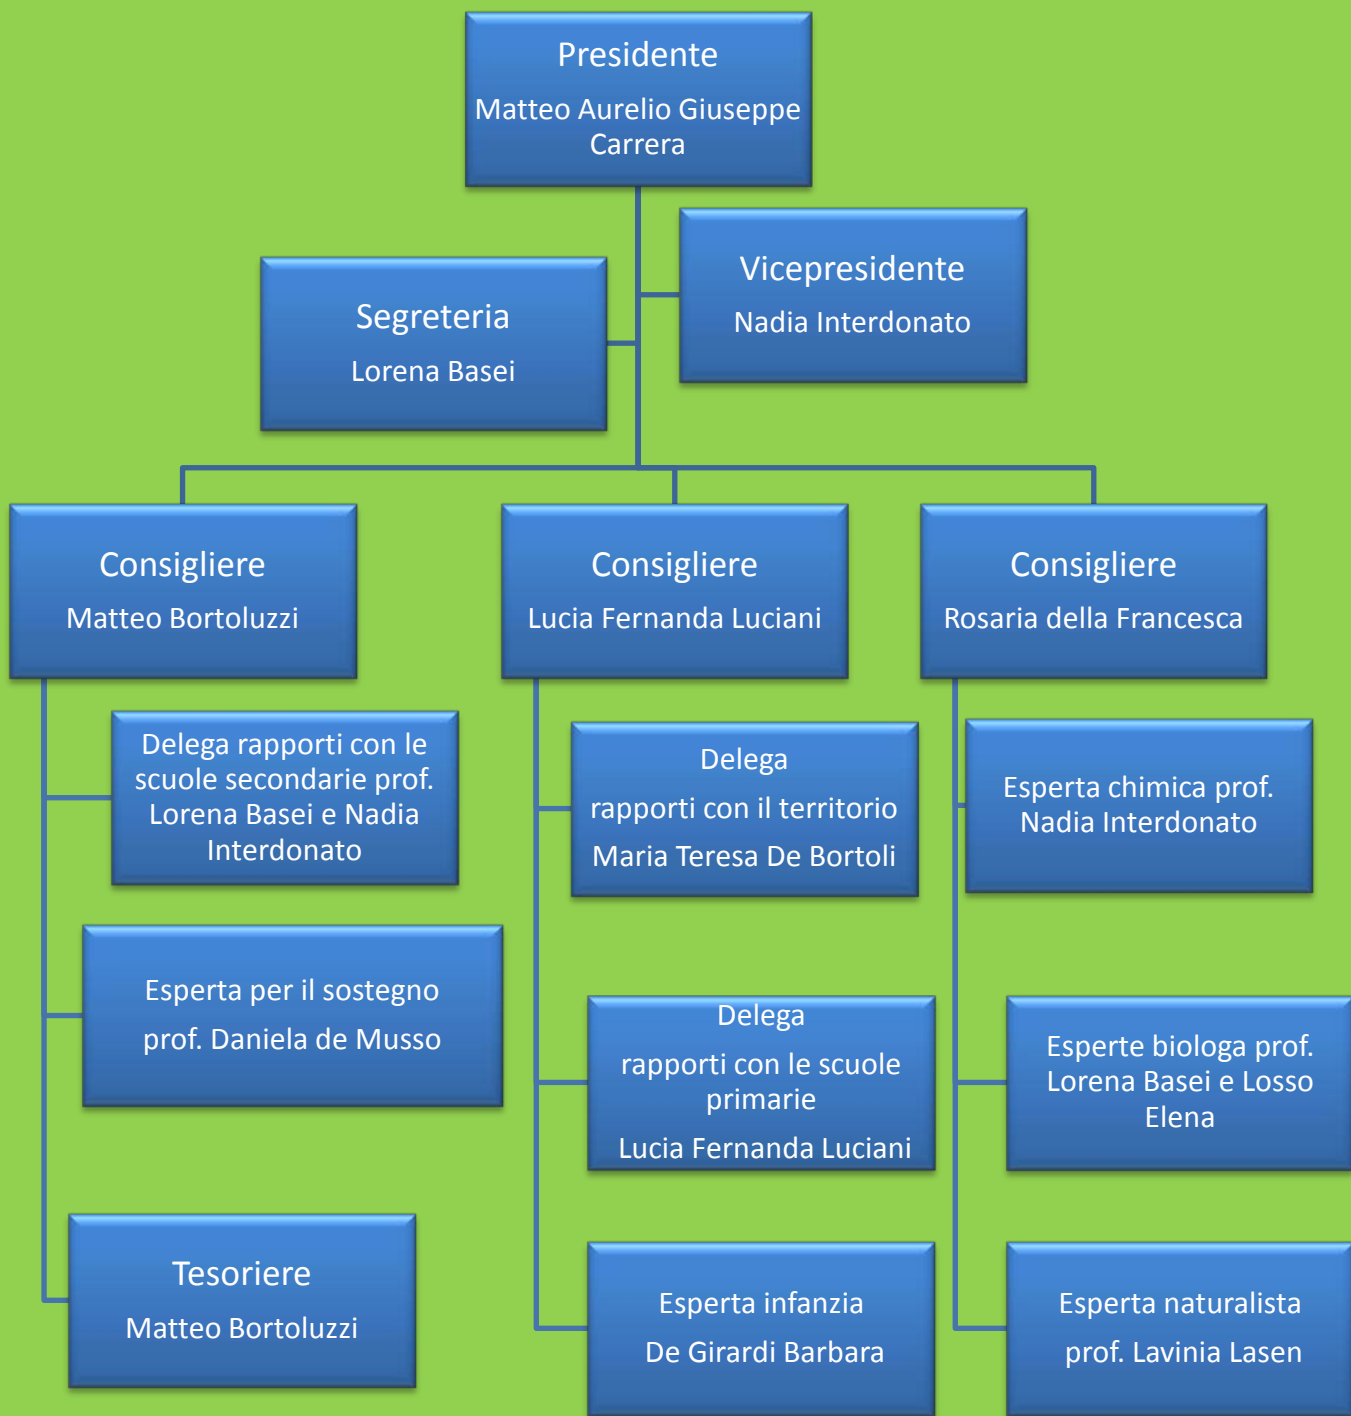 Presidente
Matteo Aurelio Giuseppe
Carrera
Vicepresidente
Nadia Interdonato
Segreteria
Lorena Basei
Consigliere
Matteo Bortoluzzi
Consigliere
Lucia Fernanda Luciani
Consigliere
Rosaria della Francesca
Delega rapporti con le
scuole secondarie prof.
Lorena Basei e Nadia
Interdonato
Delega
rapporti con il territorio
Maria Teresa De Bortoli
Esperta chimica prof.
Nadia Interdonato
Esperta per il sostegno
prof. Daniela de Musso
Delega
rapporti con le scuole
primarie
Lucia Fernanda Luciani
Esperte biologa prof.
Lorena Basei e Losso
Elena
Tesoriere
Matteo Bortoluzzi
Esperta infanzia
De Girardi Barbara
Esperta naturalista
prof. Lavinia Lasen